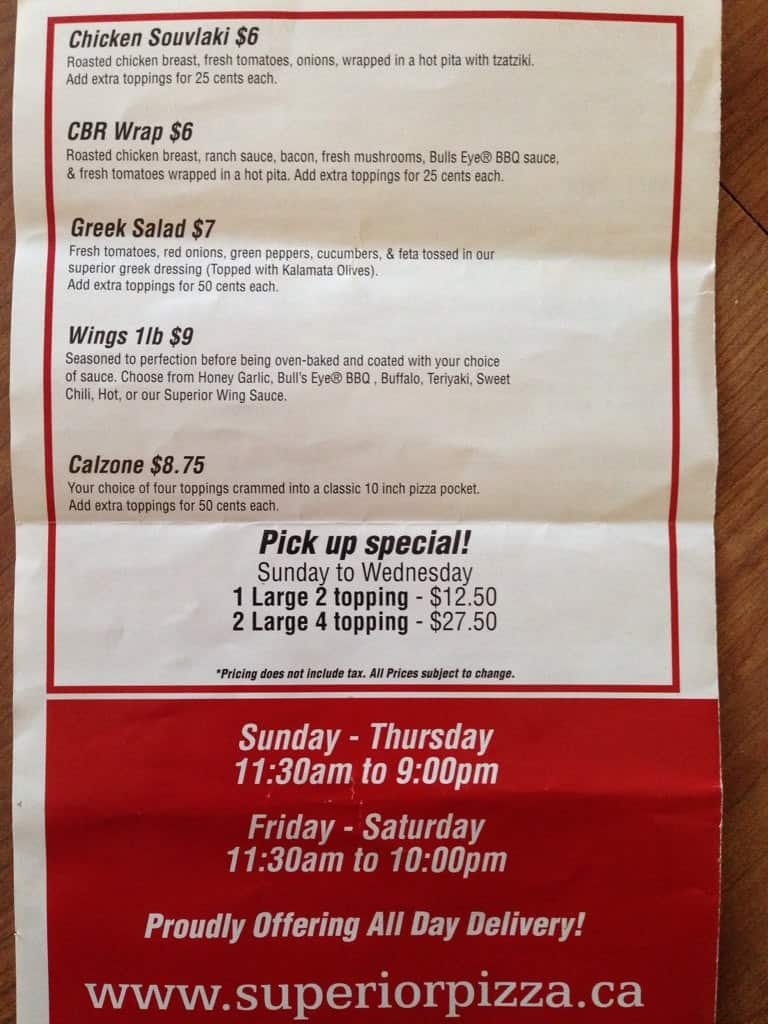 Chicken Souvlaki $6
Roasted chicken breast, fresh tomatoes, onions, wrapped in a hot pita with tzatziki.
Add extra toppings for 25 cents each.
CBR Wrap $6
Roasted chicken breast, ranch sauce, bacon, fresh mushrooms, Bulls Eye® BBQ sauce,
& fresh tomatoes wrapped in a hot pita. Add extra toppings for 25 cents each.
Greek Salad $7
Fresh tomatoes, red onions, green peppers, cucumbers, & feta tossed in our
superior greek dressing (Topped with Kalamata Olives).
Add extra toppings for 50 cents each.
Wings 1lb $9
Seasoned to perfection before being oven-baked and coated with your choice
of sauce. Choose from Honey Garlic, Bull's Eye® BBQ , Buffalo, Teriyaki, Sweet
Chili, Hot, or our Superior Wing Sauce.
Calzone $8.75
Your choice of four toppings crammed into a classic 10 inch pizza pocket.
Add extra toppings for 50 cents each.
Pick up special!
Sunday to Wednesday
1 Large 2 topping - $12.50
2 Large 4 topping - $27.50
*Pricing does not include tax. All Prices subject to change.
Sunday - Thursday
11:30am to 9:00pm
Friday - Saturday
11:30am to 10:00pm
Proudly Offering All Day Delivery!
www.superiorpizza.ca